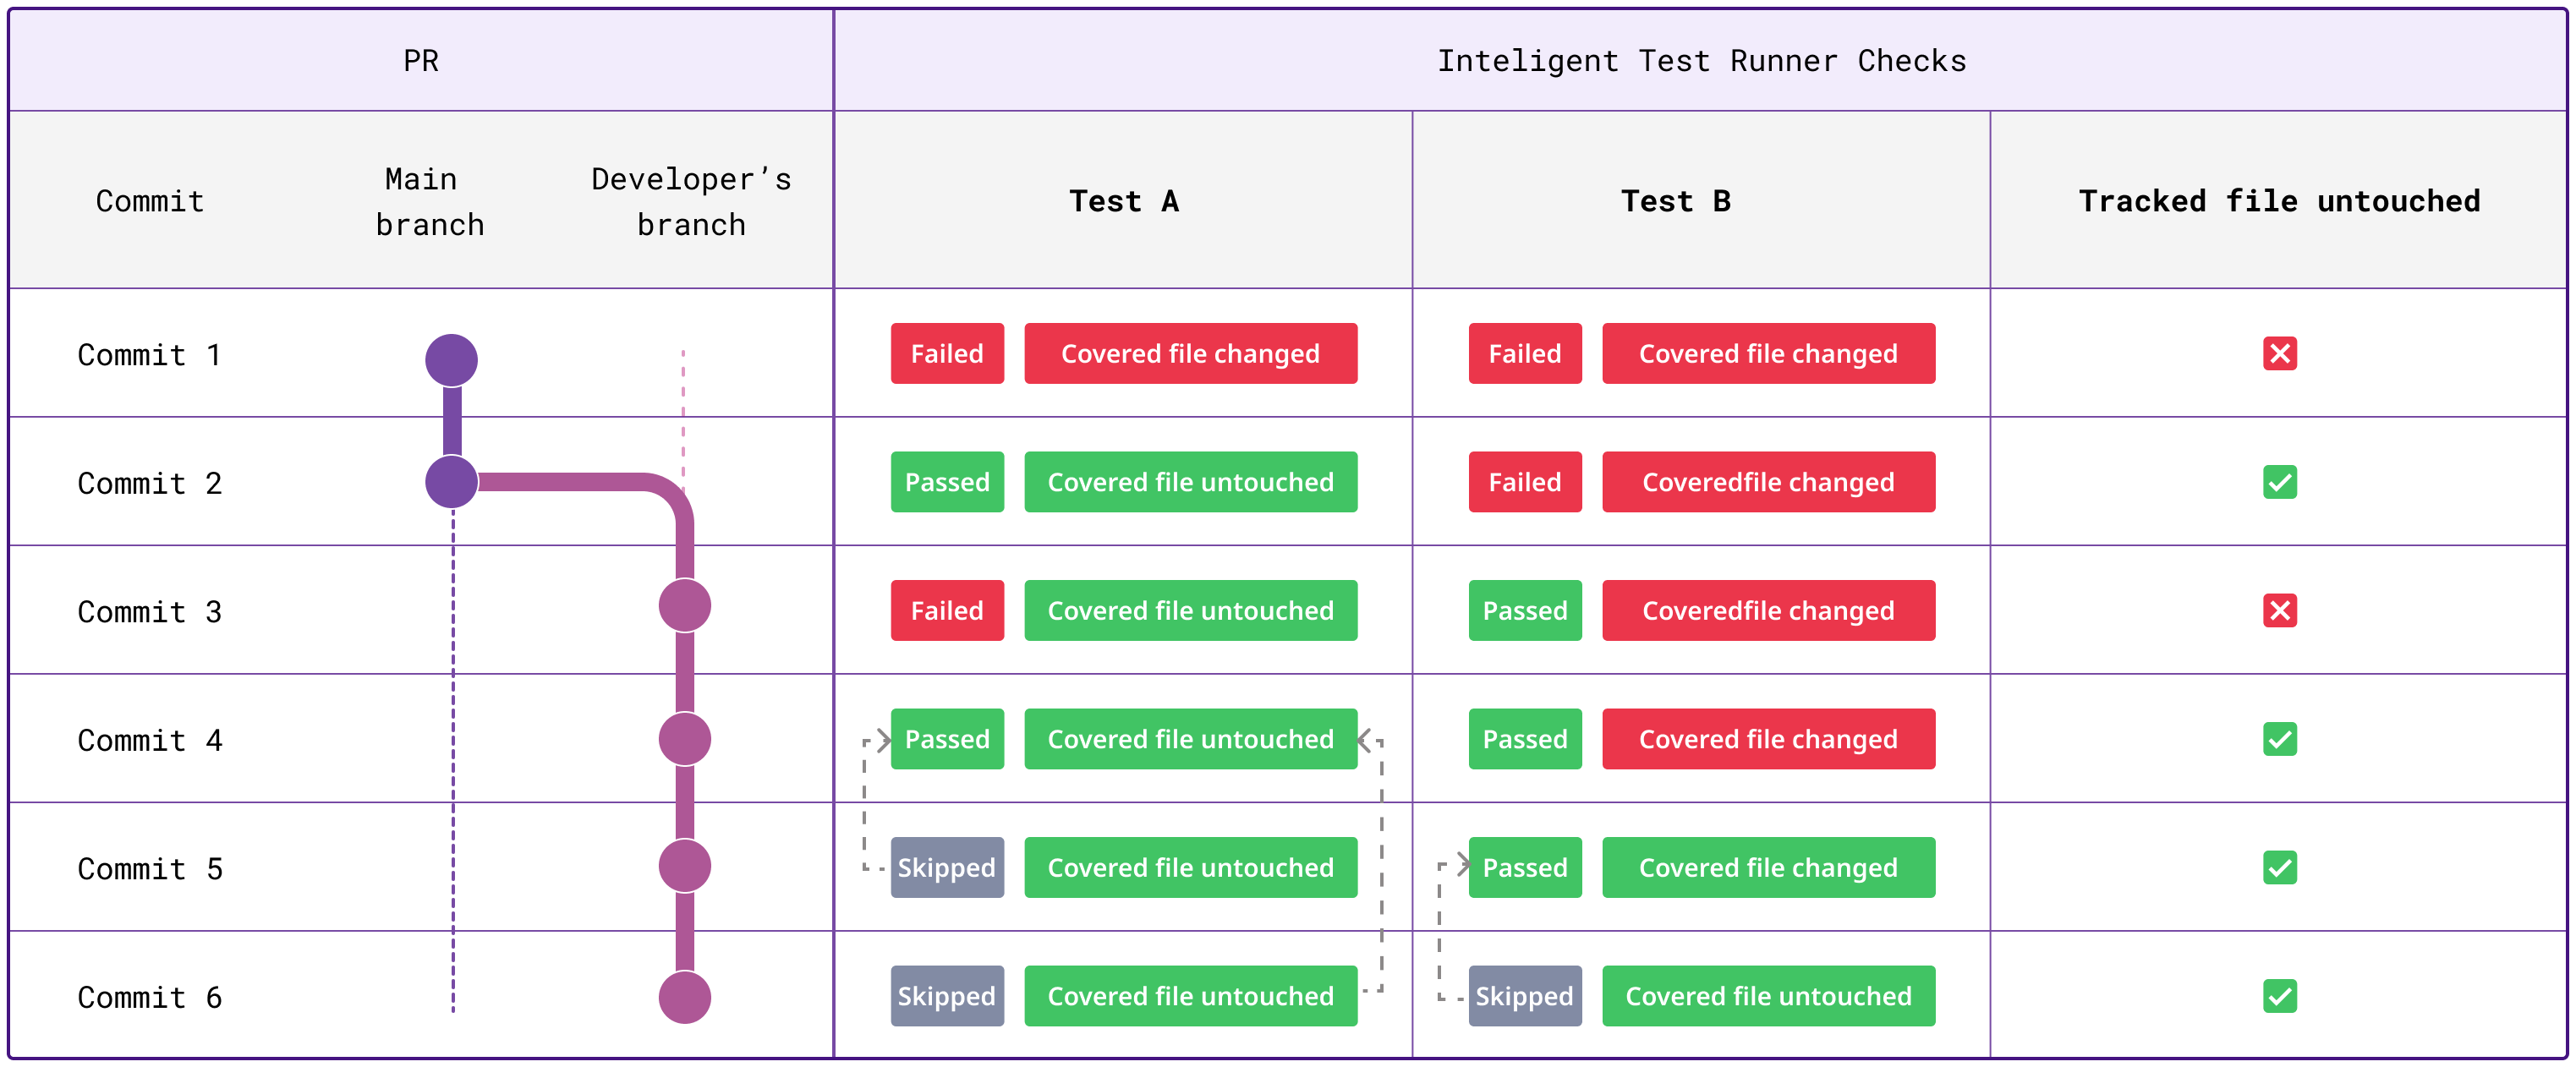 PR
Inteligent Test Runner Checks
Commit
Main
branch
Developer’s
branch
Test A
Test B
Tracked file untouched
Commit 1
Failed
Covered file changed
Failed
Covered file changed
Commit 2
Passed
Covered file untouched
Failed
Coveredfile changed
Commit 3
Failed
Covered file untouched
Passed
Coveredfile changed
Commit 4
Passed
Covered file untouched
Passed
Covered file changed
Commit 5
Skipped
Covered file untouched
Passed
Covered file changed
Commit 6
Skipped
Covered file untouched
Skipped
Covered file untouched